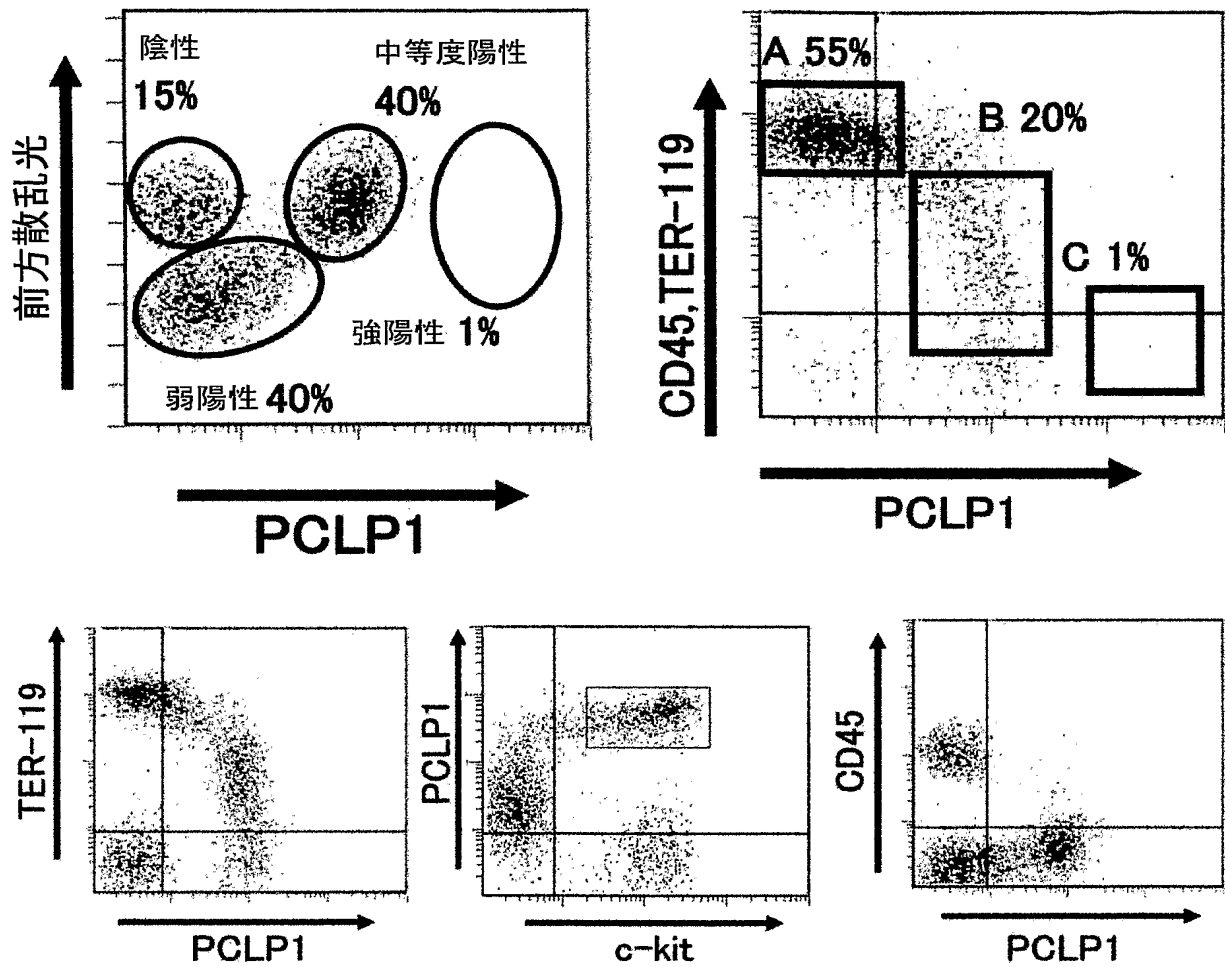 陰性
15%
中等度陽性
40%
強陽性 1%
弱陽性 40%
前方散乱光
PCLP1
A 55%
B 20%
C 1%
CD45,TER-119
PCLP1
TER-119
PCLP1
PCLP1
c-kit
CD45
PCLP1